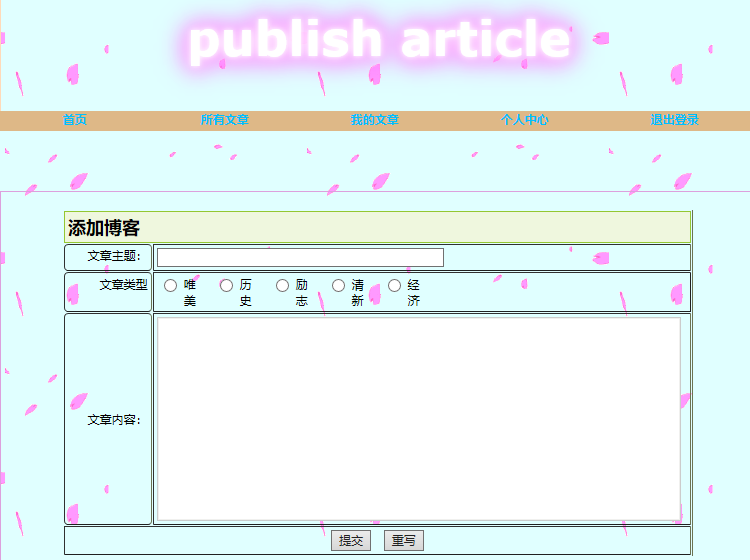 publish article
首页 所有文章 我的文章 个人中心 退出登录
添加博客
文章主题:
文章类型 唯美 历史 励志 清新 经济
文章内容:
提交 重写